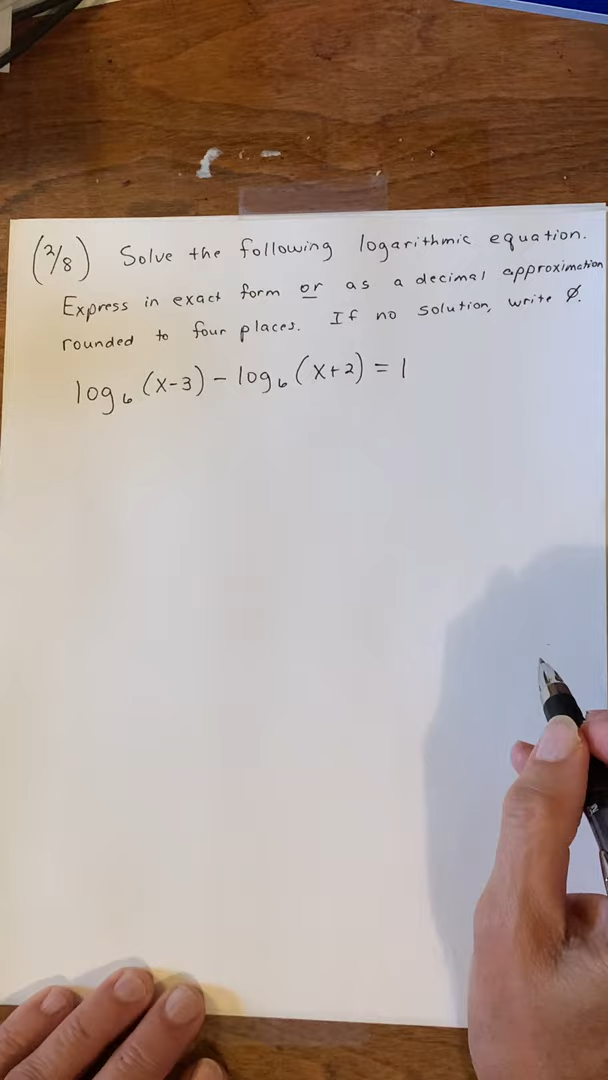 (2/8) Solve the following logarithmic equation.
Express in exact form or as a decimal approximation
rounded to four places. If no solution, write ∅.
log₆ (x-3) - log₆ (x+2) = 1